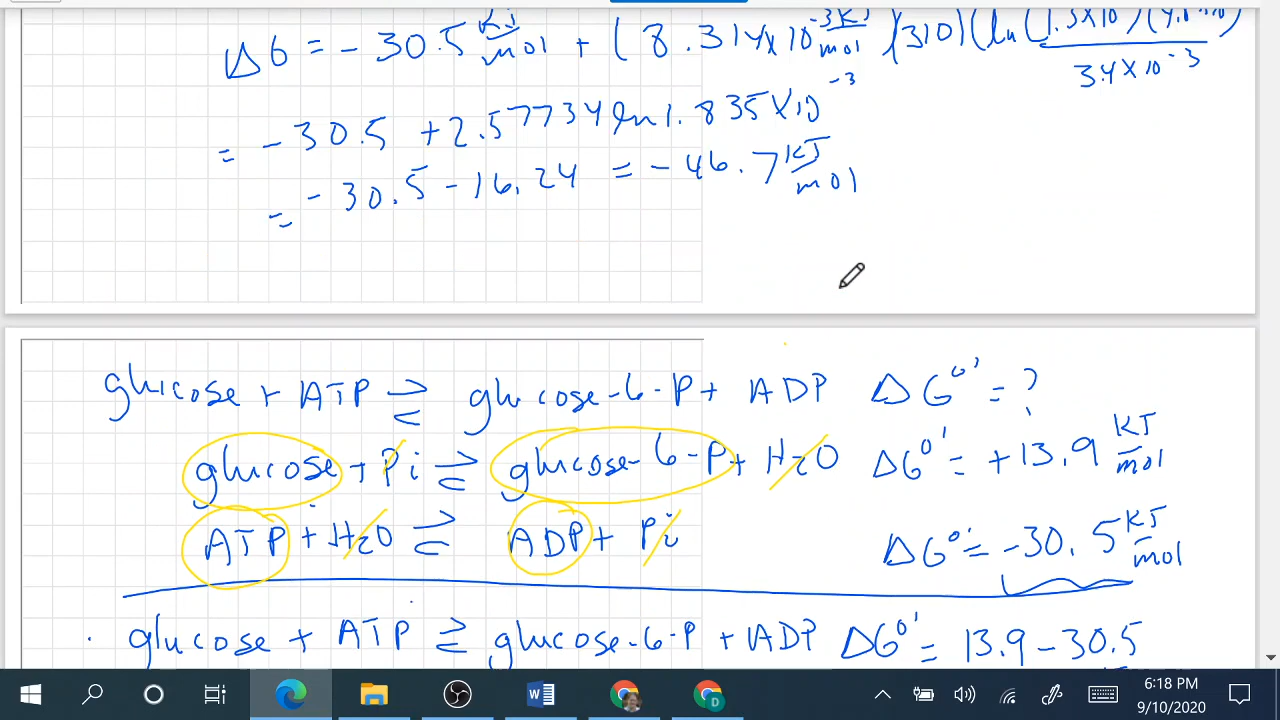 ΔG = -30.5 KJ/mol + (8.314×10^-3 KJ/mol)(310)(ln (1.3×10
3.4 × 10^-3
= -30.5 + 2.57734 ln 1.835 × 10^-3
= -30.5 - 16.24 = -46.7 KJ/mol
glucose + ATP ⇌ glucose-6-P + ADP ΔG°' = ?
glucose + Pi ⇌ glucose-6-P + H2O ΔG°' = +13.9 KJ/mol
ATP + H2O ⇌ ADP + Pi ΔG°' = -30.5 KJ/mol
glucose + ATP ⇌ glucose-6-P + ADP ΔG°' = 13.9 - 30.5
6:18 PM
9/10/2020